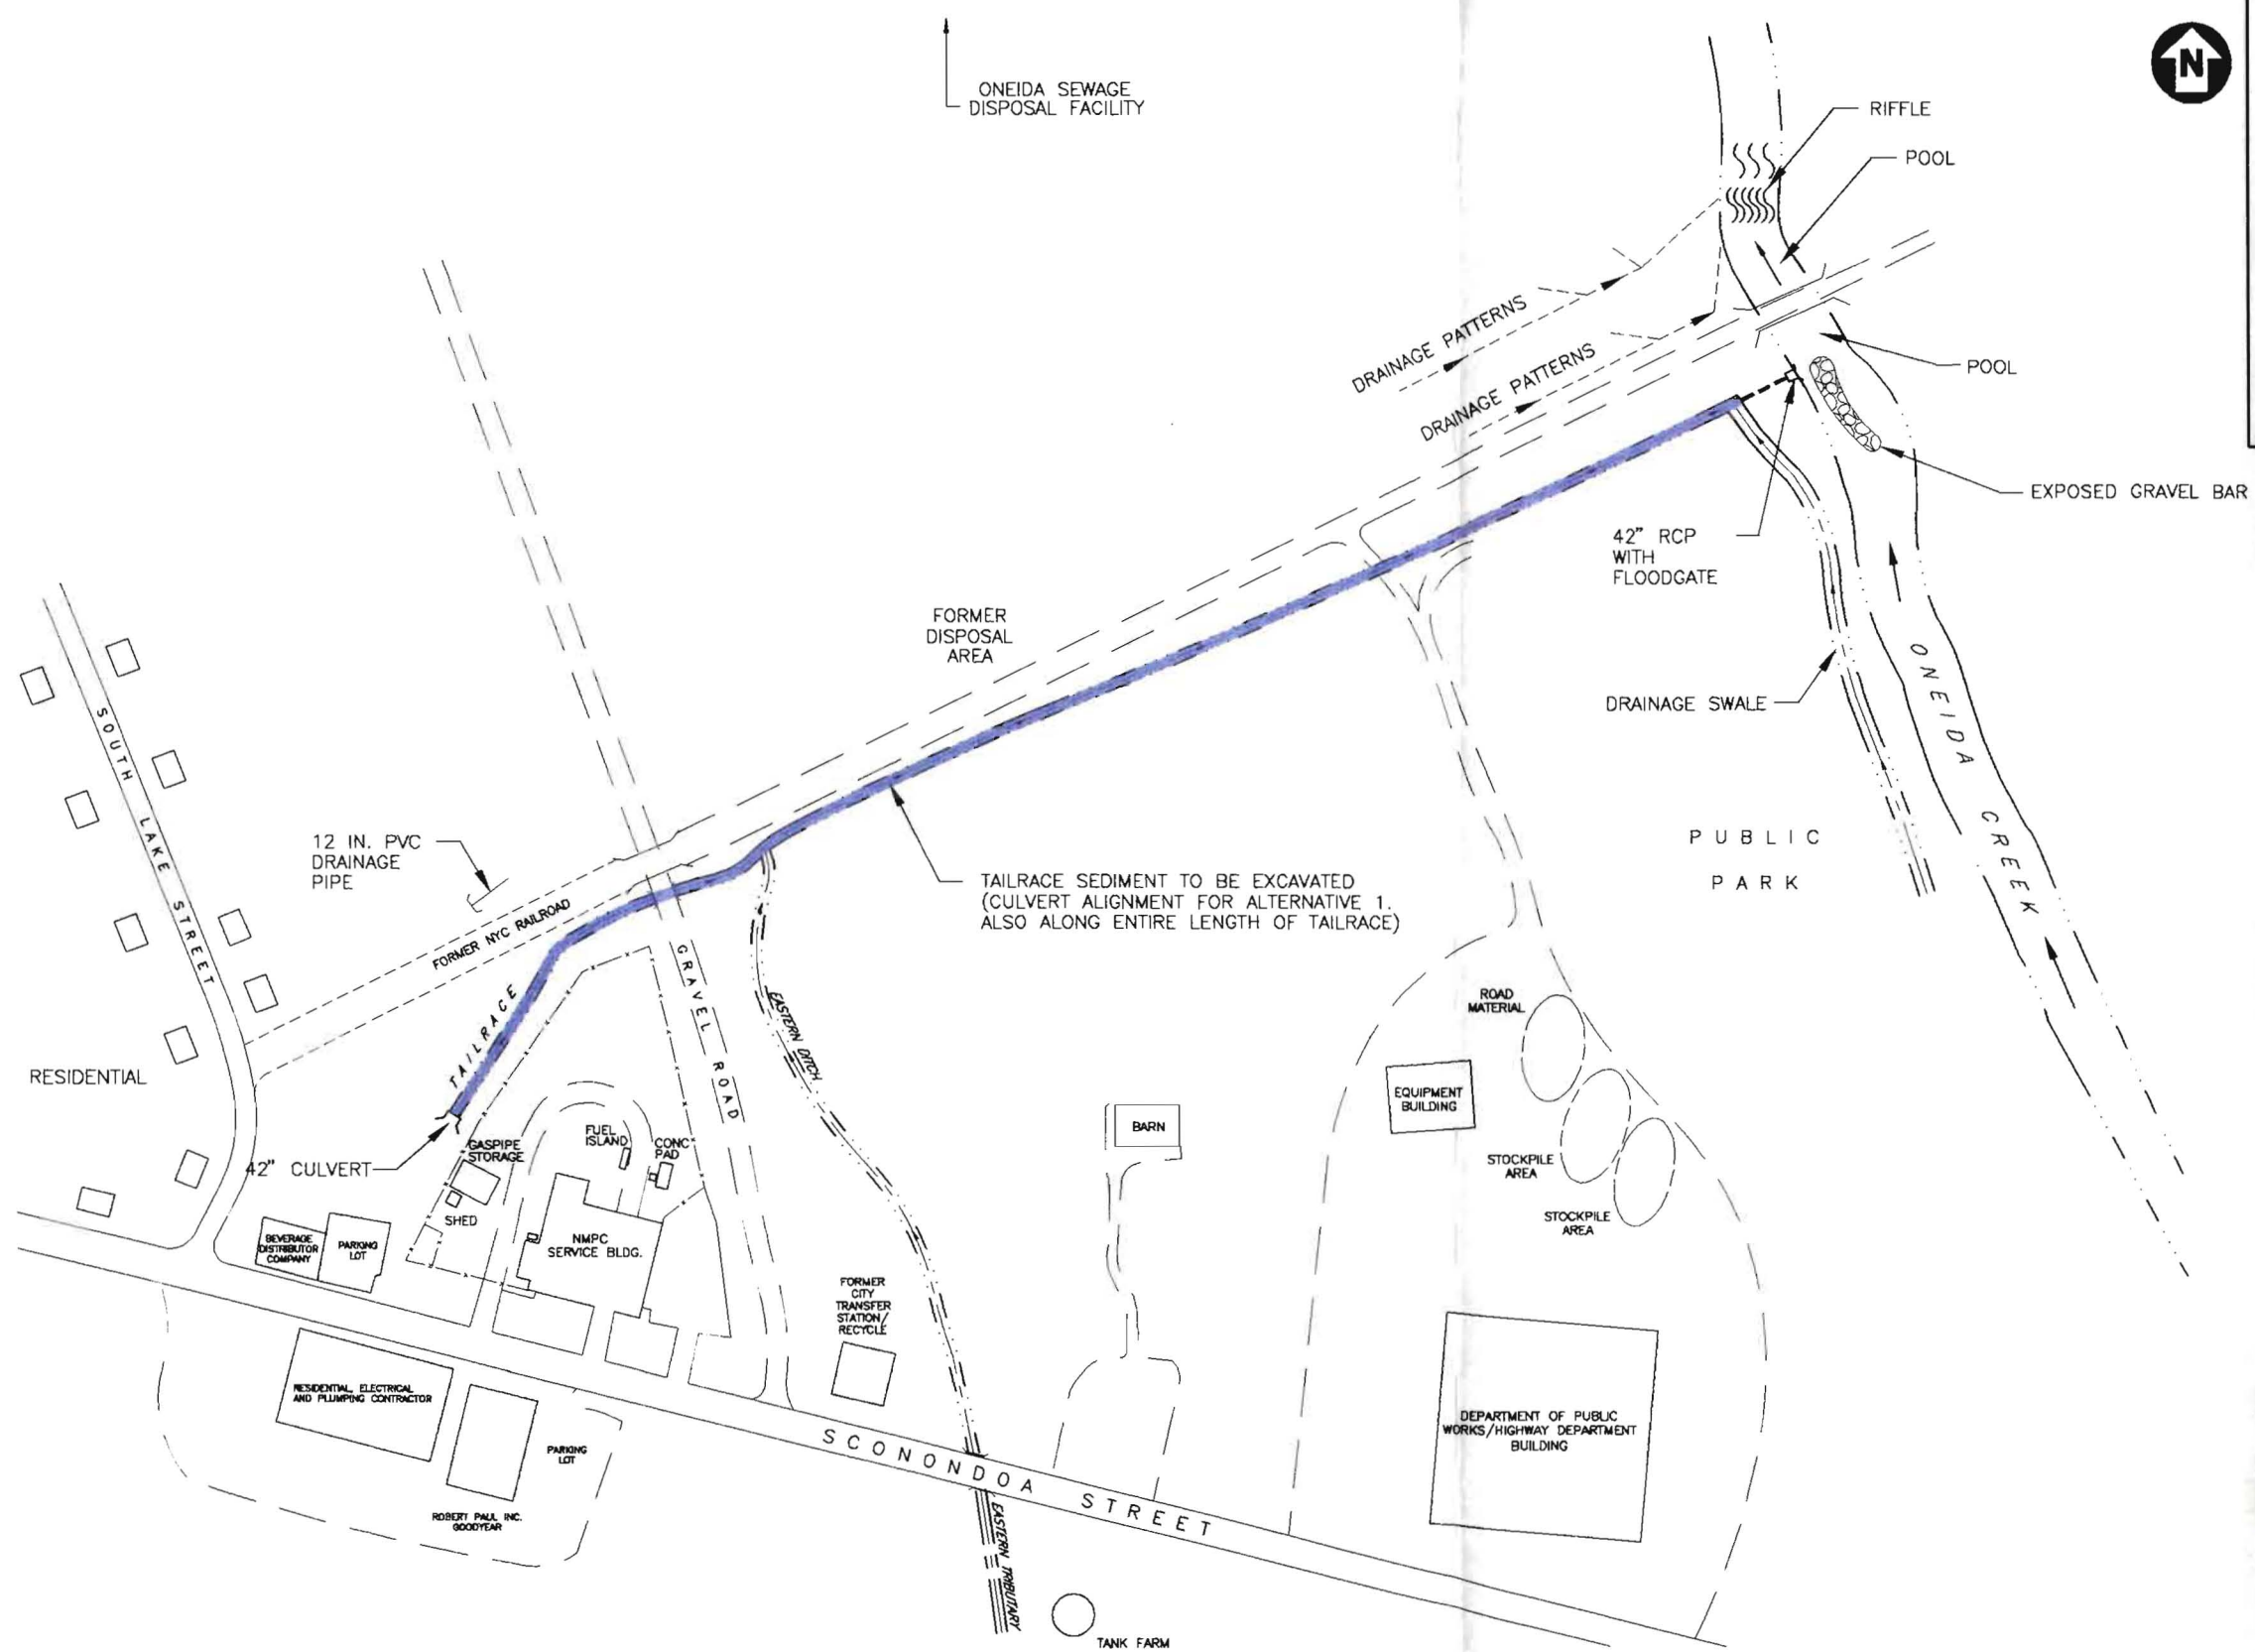 N
ONEIDA SEWAGE
DISPOSAL FACILITY
RIFFLE
POOL
DRAINAGE PATTERNS
DRAINAGE PATTERNS
POOL
EXPOSED GRAVEL BAR
42" RCP
WITH
FLOODGATE
FORMER
DISPOSAL
AREA
ONEIDA CREEK
DRAINAGE SWALE
SOUTH LAKE STREET
12 IN. PVC
DRAINAGE
PIPE
PUBLIC
PARK
TAILRACE SEDIMENT TO BE EXCAVATED
(CULVERT ALIGNMENT FOR ALTERNATIVE 1.
ALSO ALONG ENTIRE LENGTH OF TAILRACE)
FORMER NYC RAILROAD
GRAVEL ROAD
TAILRACE
EASTERN DITCH
ROAD
MATERIAL
RESIDENTIAL
EQUIPMENT
BUILDING
BARN
FUEL
ISLAND
CONC
PAD
GASPIPE
STORAGE
42" CULVERT
STOCKPILE
AREA
SHED
STOCKPILE
AREA
BEVERAGE
DISTRIBUTOR
COMPANY
PARKING
LOT
NMPC
SERVICE BLDG.
FORMER
CITY
TRANSFER
STATION/
RECYCLE
RESIDENTIAL, ELECTRICAL
AND PLUMPING CONTRACTOR
DEPARTMENT OF PUBLIC
WORKS/HIGHWAY DEPARTMENT
BUILDING
SCONONDOA STREET
PARKING
LOT
ROBERT PAUL INC.
GOODYEAR
EASTERN TRIBUTARY
TANK FARM